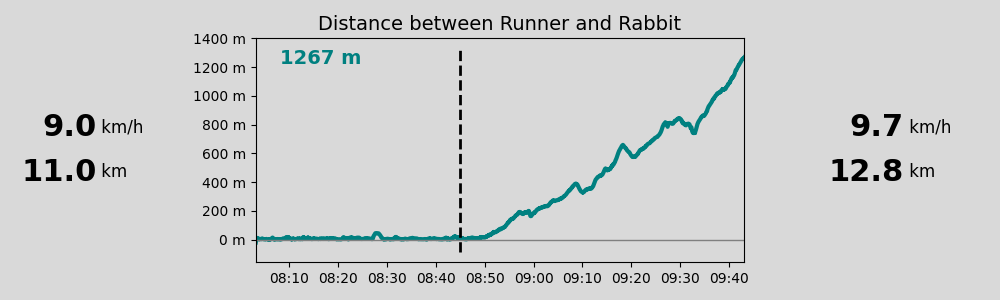 Distance between Runner and Rabbit
1400 m
1200 m
1000 m
800 m
600 m
400 m
200 m
0 m
1267 m
08:10 08:20 08:30 08:40 08:50 09:00 09:10 09:20 09:30 09:40
9.0 km/h
11.0 km
9.7 km/h
12.8 km